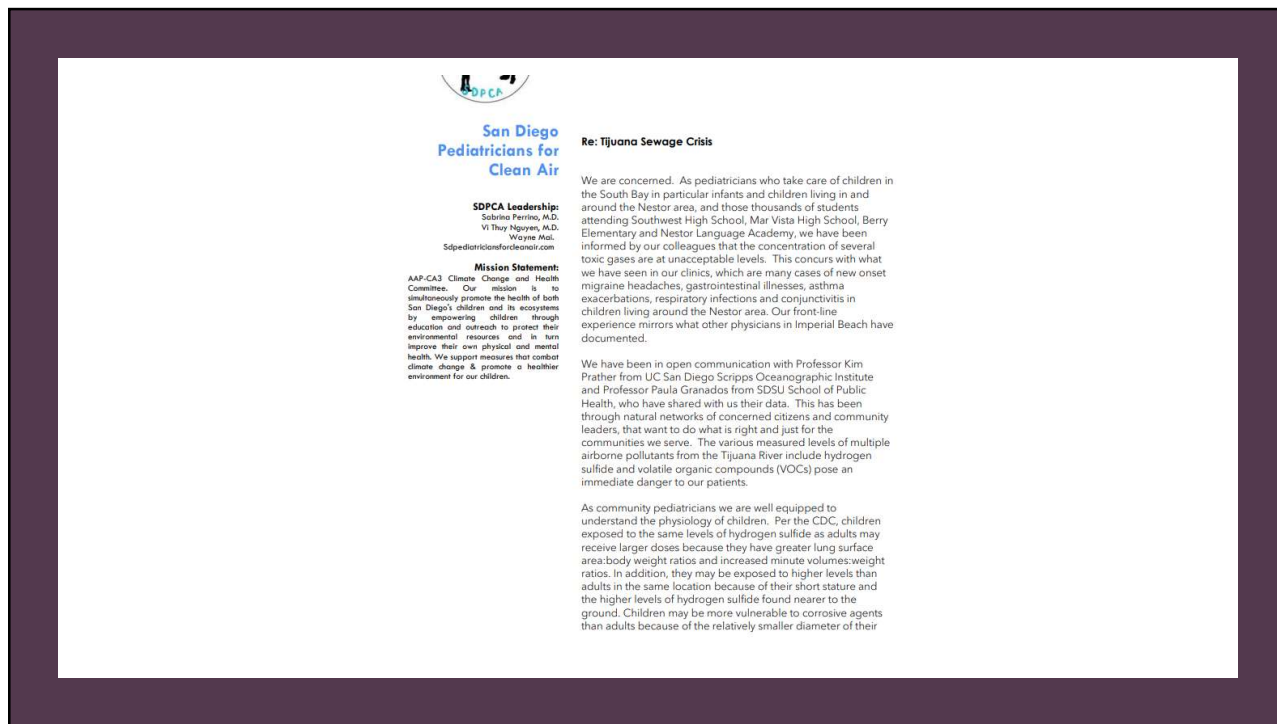 SDPCA
San Diego
Pediatricians for
Clean Air
SDPCA Leadership:
Sabrina Perrino, M.D.
Vi Thuy Nguyen, M.D.
Wayne Mai.
Sdpediatriciansforcleanair.com
Mission Statement:
AAP-CA3 Climate Change and Health
Committee. Our mission is to
simultaneously promote the health of both
San Diego's children and its ecosystems
by empowering children through
education and outreach to protect their
environmental resources and in turn
improve their own physical and mental
health. We support measures that combat
climate change & promote a healthier
environment for our children.
Re: Tijuana Sewage Crisis
We are concerned. As pediatricians who take care of children in
the South Bay in particular infants and children living in and
around the Nestor area, and those thousands of students
attending Southwest High School, Mar Vista High School, Berry
Elementary and Nestor Language Academy, we have been
informed by our colleagues that the concentration of several
toxic gases are at unacceptable levels. This concurs with what
we have seen in our clinics, which are many cases of new onset
migraine headaches, gastrointestinal illnesses, asthma
exacerbations, respiratory infections and conjunctivitis in
children living around the Nestor area. Our front-line
experience mirrors what other physicians in Imperial Beach have
documented.
We have been in open communication with Professor Kim
Prather from UC San Diego Scripps Oceanographic Institute
and Professor Paula Granados from SDSU School of Public
Health, who have shared with us their data. This has been
through natural networks of concerned citizens and community
leaders, that want to do what is right and just for the
communities we serve. The various measured levels of multiple
airborne pollutants from the Tijuana River include hydrogen
sulfide and volatile organic compounds (VOCs) pose an
immediate danger to our patients.
As community pediatricians we are well equipped to
understand the physiology of children. Per the CDC, children
exposed to the same levels of hydrogen sulfide as adults may
receive larger doses because they have greater lung surface
area:body weight ratios and increased minute volumes:weight
ratios. In addition, they may be exposed to higher levels than
adults in the same location because of their short stature and
the higher levels of hydrogen sulfide found nearer to the
ground. Children may be more vulnerable to corrosive agents
than adults because of the relatively smaller diameter of their